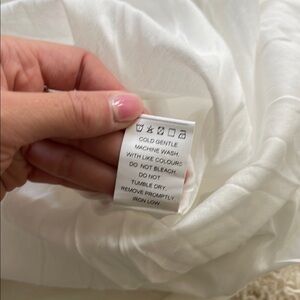 COLD GENTLE
MACHINE WASH
WITH LIKE COLOURS
DO NOT BLEACH
DO NOT
TUMBLE DRY.
REMOVE PROMPTLY
IRON LOW